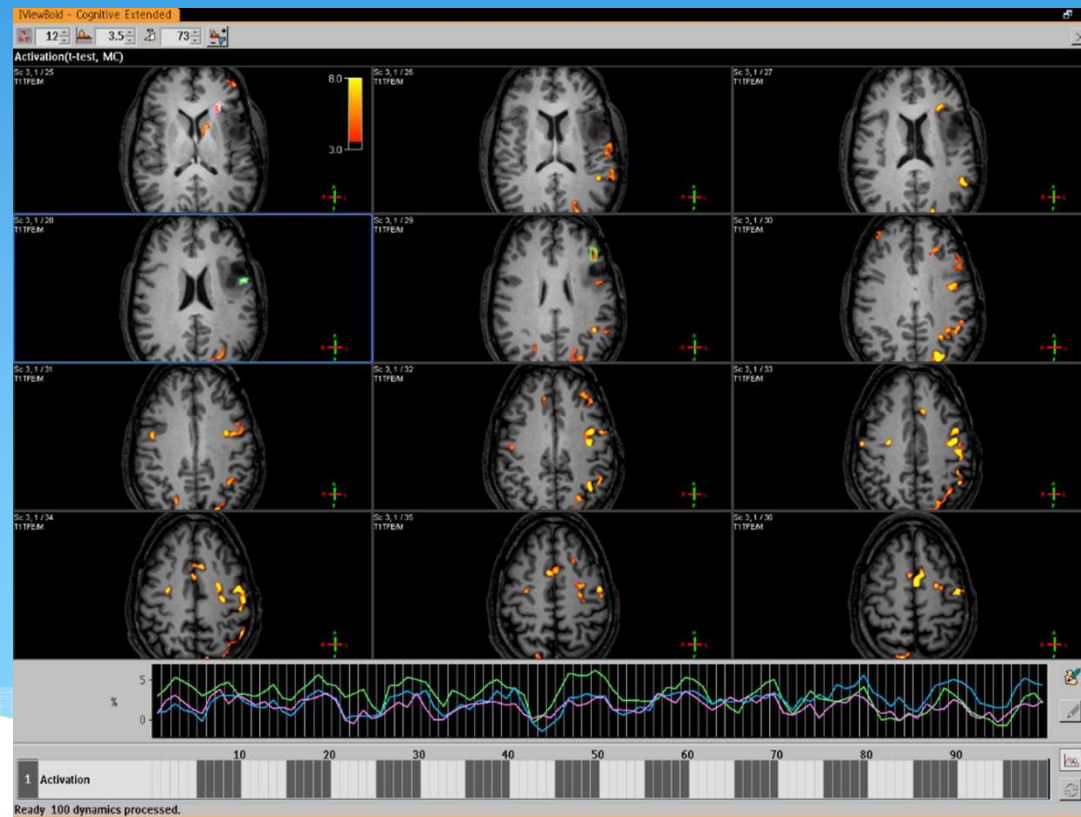 IViewBold - Cognitive Extended
12 3.5 73
Activation(t-test, MC)
Sc 3, 1 / 25
T1TFE/M
8.0
3.0
Sc 3, 1 / 26
T1TFE/M
Sc 3, 1 / 27
T1TFE/M
Sc 3, 1 / 28
T1TFE/M
Sc 3, 1 / 29
T1TFE/M
Sc 3, 1 / 30
T1TFE/M
Sc 3, 1 / 31
T1TFE/M
Sc 3, 1 / 32
T1TFE/M
Sc 3, 1 / 33
T1TFE/M
Sc 3, 1 / 34
T1TFE/M
Sc 3, 1 / 35
T1TFE/M
Sc 3, 1 / 36
T1TFE/M
5
%
0
10 20 30 40 50 60 70 80 90
1 Activation
Ready 100 dynamics processed.